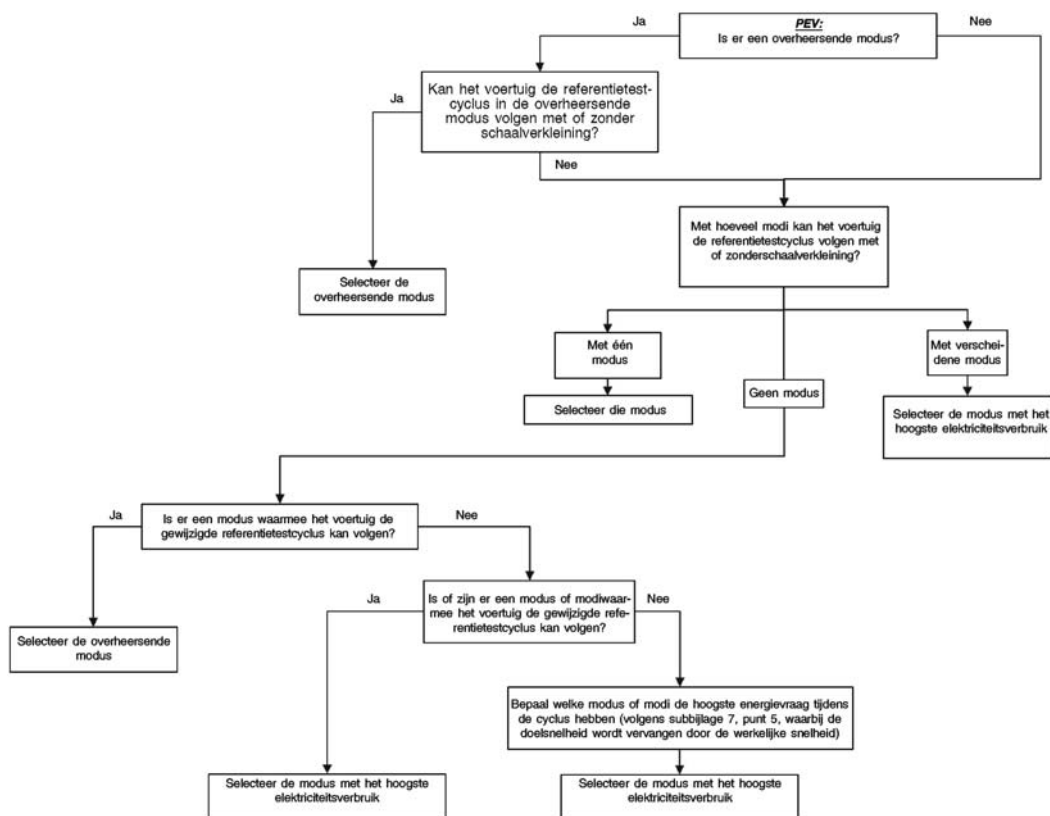 PEV:
Is er een overheersende modus?
Ja
Nee
Kan het voertuig de referentietest-
cyclus in de overheersende
modus volgen met of zonder
schaalverkleining?
Ja
Nee
Met hoeveel modi kan het voertuig
de referentietestcyclus volgen met
of zonderschaalverkleining?
Selecteer de
overheersende modus
Met één
modus
Met verschei-
dene modus
Geen modus
Selecteer die modus
Selecteer de modus met het
hoogste elektriciteitsverbruik
Ja
Is er een modus waarmee het voertuig de
gewijzigde referentietestcyclus kan volgen?
Nee
Ja
Is of zijn er een modus of modiwaar-
mee het voertuig de gewijzigde refe-
rentietestcyclus kan volgen?
Nee
Selecteer de overheersende
modus
Bepaal welke modus of modi de hoogste energievraag tijdens
de cyclus hebben (volgens subbijlage 7, punt 5, waarbij de
doelsnelheid wordt vervangen door de werkelijke snelheid)
Selecteer de modus met het hoogste
elektriciteitsverbruik
Selecteer de modus met het hoogste
elektriciteitsverbruik